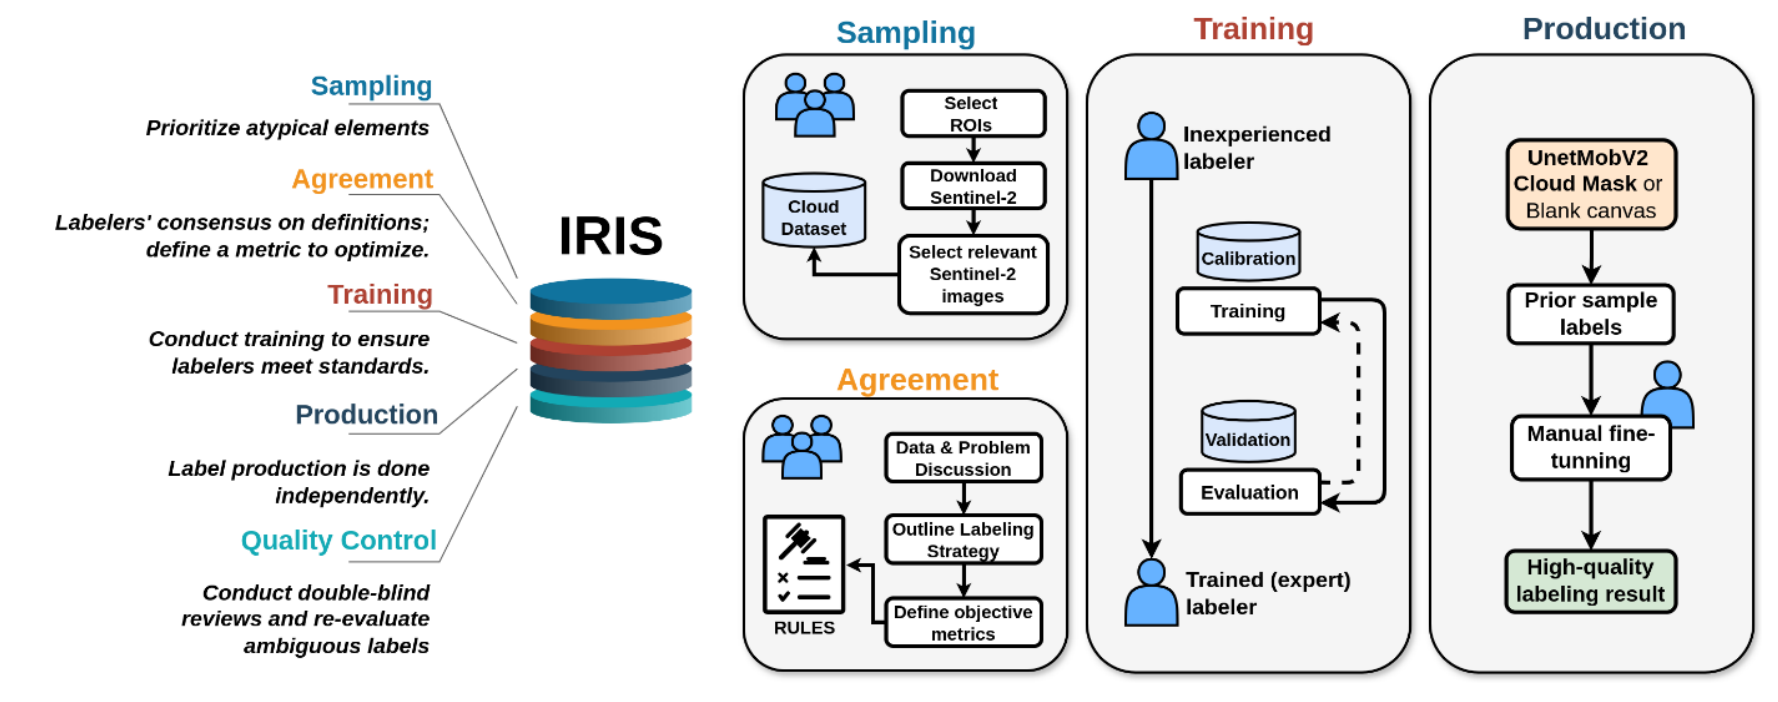 Sampling
Prioritize atypical elements
Agreement
Labelers' consensus on definitions;
define a metric to optimize.
Training
Conduct training to ensure
labelers meet standards.
Production
Label production is done
independently.
Quality Control
Conduct double-blind
reviews and re-evaluate
ambiguous labels
IRIS
Sampling
Select
ROIs
Download
Sentinel-2
Select relevant
Sentinel-2
images
Cloud
Dataset
Agreement
Data & Problem
Discussion
Outline Labeling
Strategy
Define objective
metrics
RULES
Training
Inexperienced
labeler
Calibration
Training
Validation
Evaluation
Trained (expert)
labeler
Production
UnetMobV2
Cloud Mask or
Blank canvas
Prior sample
labels
Manual fine-
tunning
High-quality
labeling result